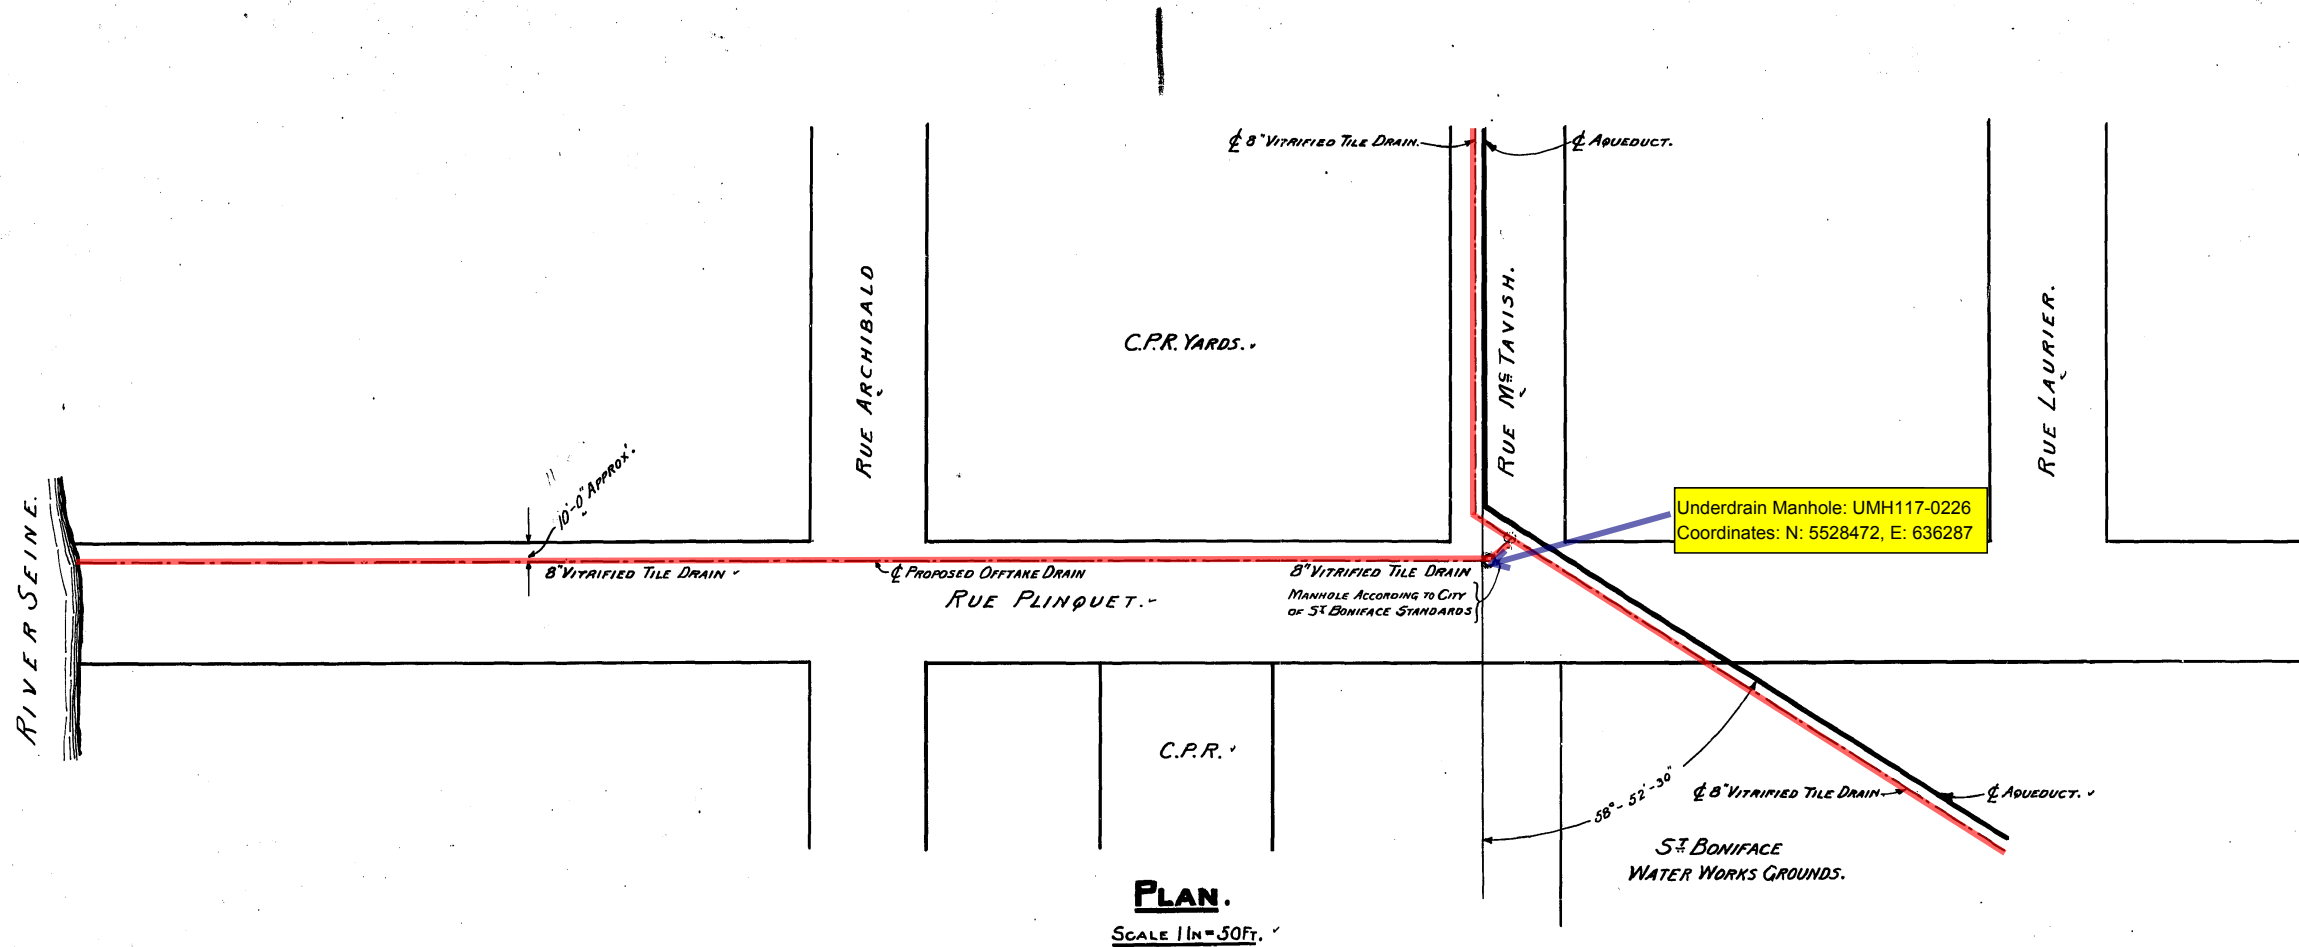 ℄ 8" VITRIFIED TILE DRAIN.
℄ AQUEDUCT.
RUE ARCHIBALD
C.P.R. YARDS.
RUE McTAVISH.
RUE LAURIER.
RIVER SEINE.
10'-0" APPROX.
Underdrain Manhole: UMH117-0226
Coordinates: N: 5528472, E: 636287
8" VITRIFIED TILE DRAIN
℄ PROPOSED OFFTAKE DRAIN
8" VITRIFIED TILE DRAIN
RUE PLINQUET.
MANHOLE ACCORDING TO CITY
OF ST BONIFACE STANDARDS
C.P.R.
58°-52'-30"
℄ 8" VITRIFIED TILE DRAIN
℄ AQUEDUCT.
ST BONIFACE
WATER WORKS GROUNDS.
PLAN.
SCALE 1 IN = 50 FT.